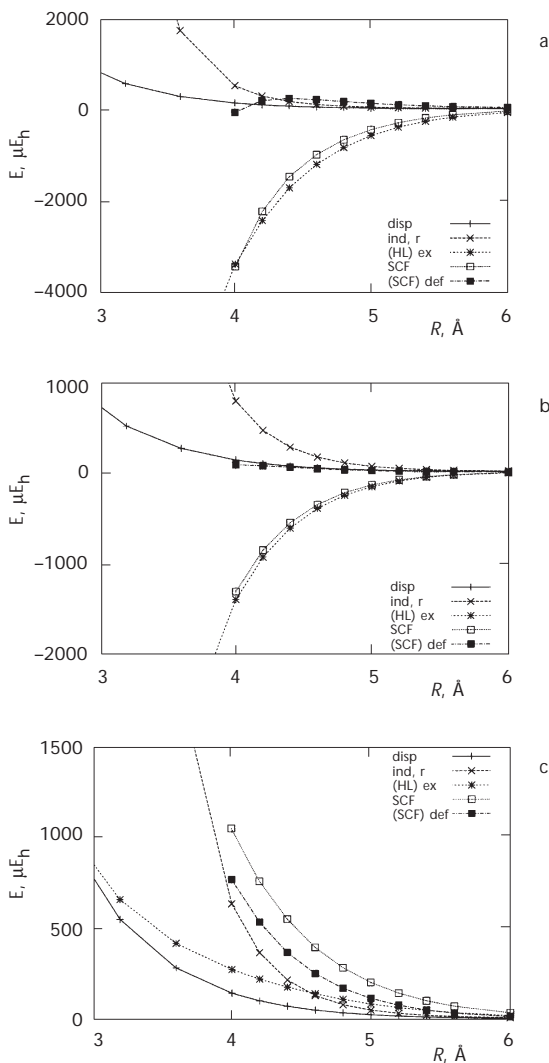 2000
0
−2000
−4000
E, μEh
3
4
5
6
R, Å
disp
ind, r
(HL) ex
SCF
(SCF) def
a
1000
0
−1000
−2000
E, μEh
3
4
5
6
R, Å
disp
ind, r
(HL) ex
SCF
(SCF) def
b
1500
1000
500
0
E, μEh
3
4
5
6
R, Å
disp
ind, r
(HL) ex
SCF
(SCF) def
c